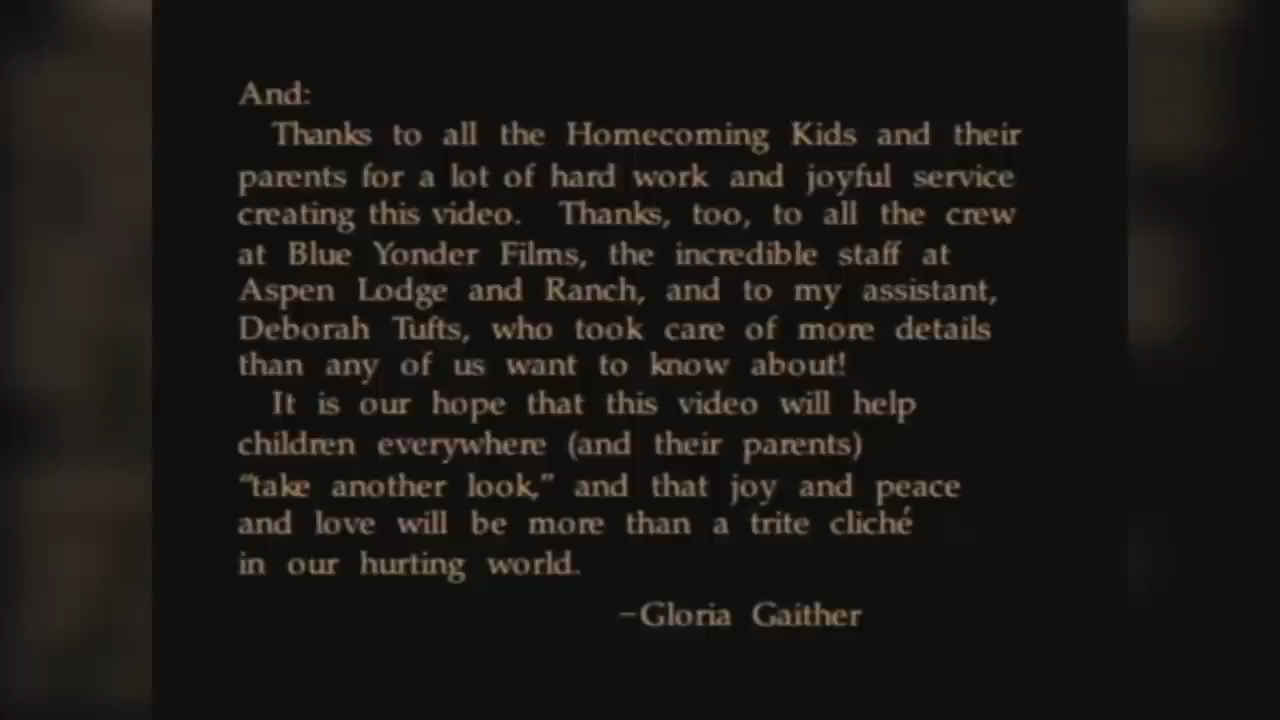 And:
Thanks to all the Homecoming Kids and their
parents for a lot of hard work and joyful service
creating this video. Thanks, too, to all the crew
at Blue Yonder Films, the incredible staff at
Aspen Lodge and Ranch, and to my assistant,
Deborah Tufts, who took care of more details
than any of us want to know about!
It is our hope that this video will help
children everywhere (and their parents)
“take another look,” and that joy and peace
and love will be more than a trite cliché
in our hurting world.
–Gloria Gaither